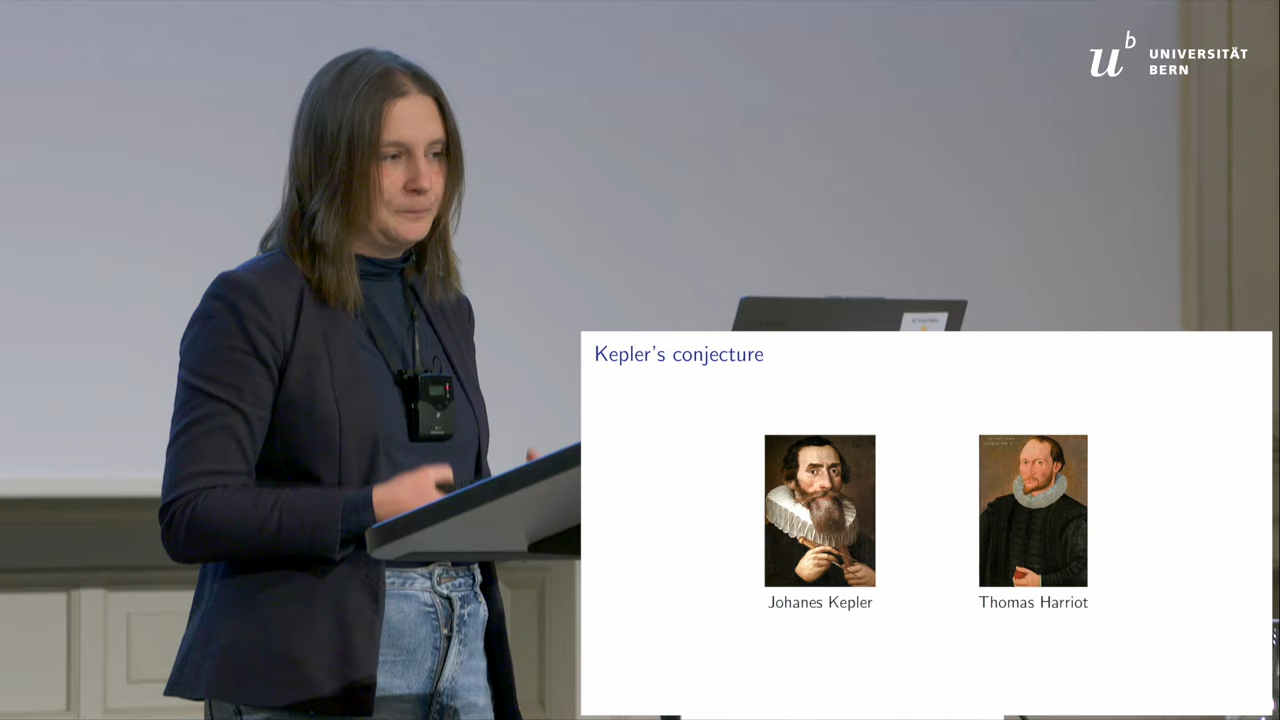 u^b UNIVERSITÄT
BERN
Kepler's conjecture
Johanes Kepler
Thomas Harriot